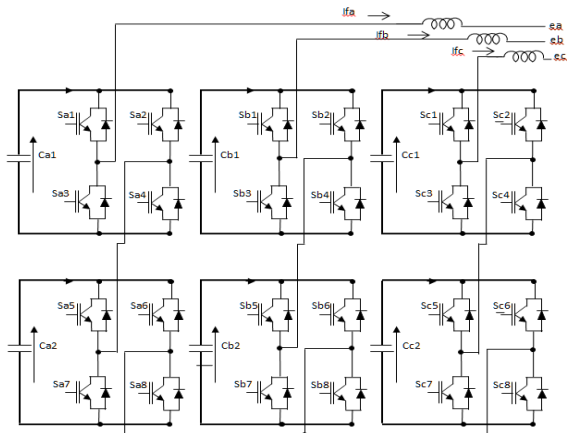 Ifa
ea
Ifb
eb
Ifc
ec
Sa1 Sa2 Sb1 Sb2 Sc1 Sc2
Ca1 Cb1 Cc1
Sa3 Sa4 Sb3 Sb4 Sc3 Sc4
Sa5 Sa6 Sb5 Sb6 Sc5 Sc6
Ca2 Cb2 Cc2
Sa7 Sa8 Sb7 Sb8 Sc7 Sc8